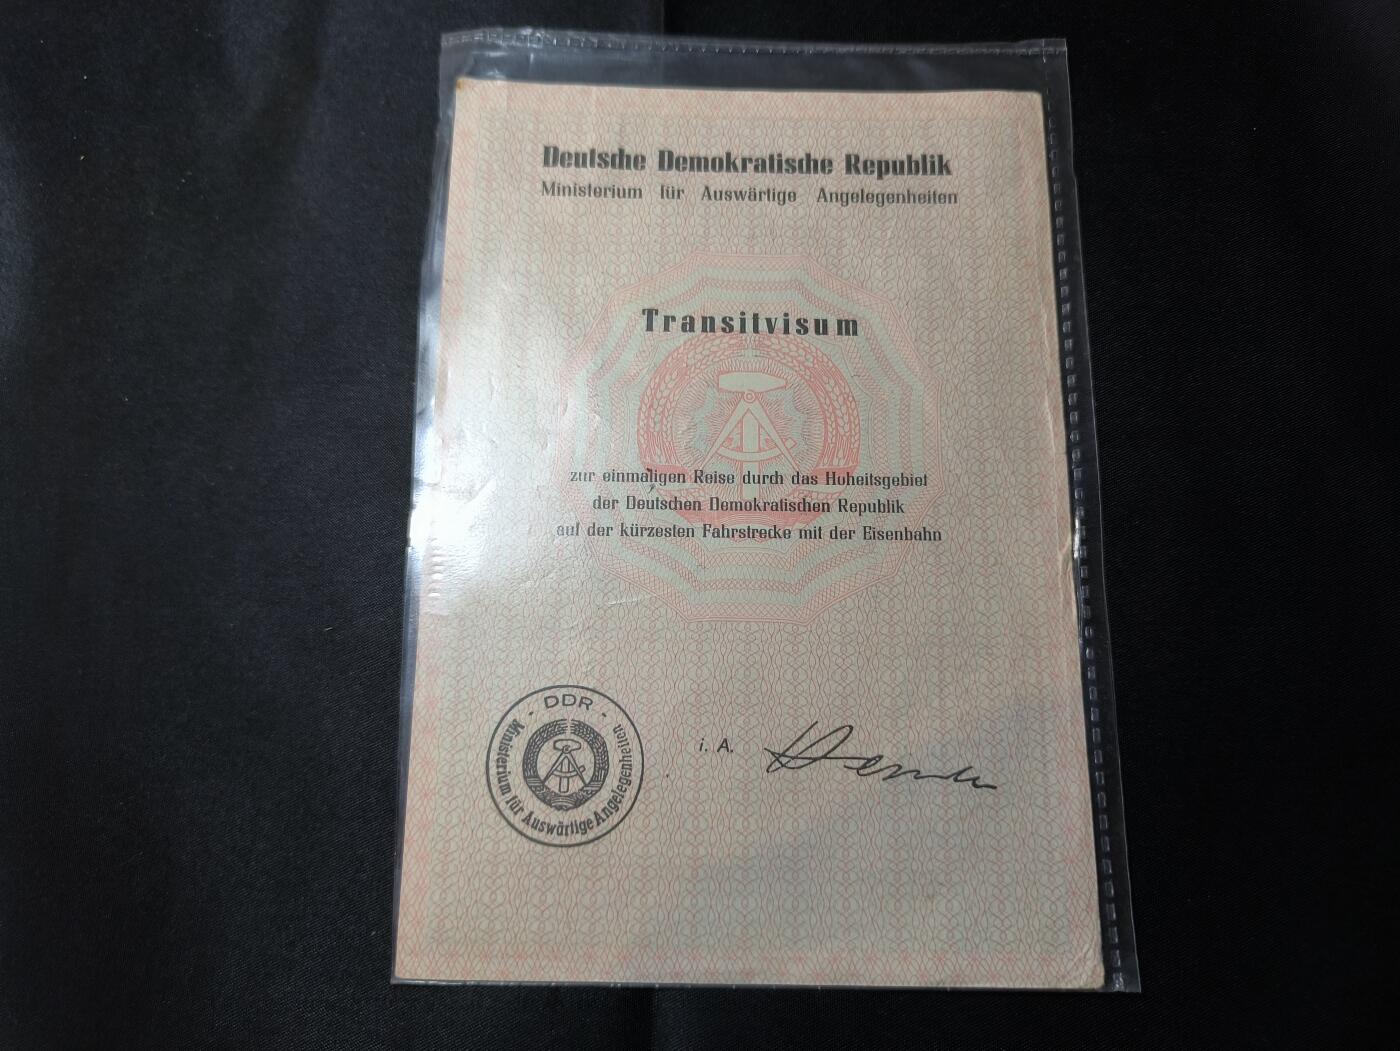 Deutsche Demokratische Republik
Ministerium für Auswärtige Angelegenheiten
Transitvisum
zur einmaligen Reise durch das Hoheitsgebiet
der Deutschen Demokratischen Republik
auf der kürzesten Fahrstrecke mit der Eisenbahn
- DDR -
Ministerium für Auswärtige Angelegenheiten
i. A.